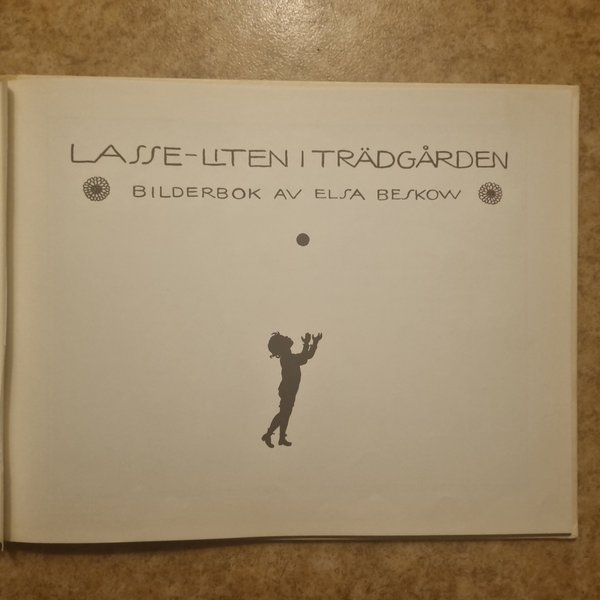 LASSE-LITEN I TRÄDGÅRDEN
BILDERBOK AV ELSA BESKOW